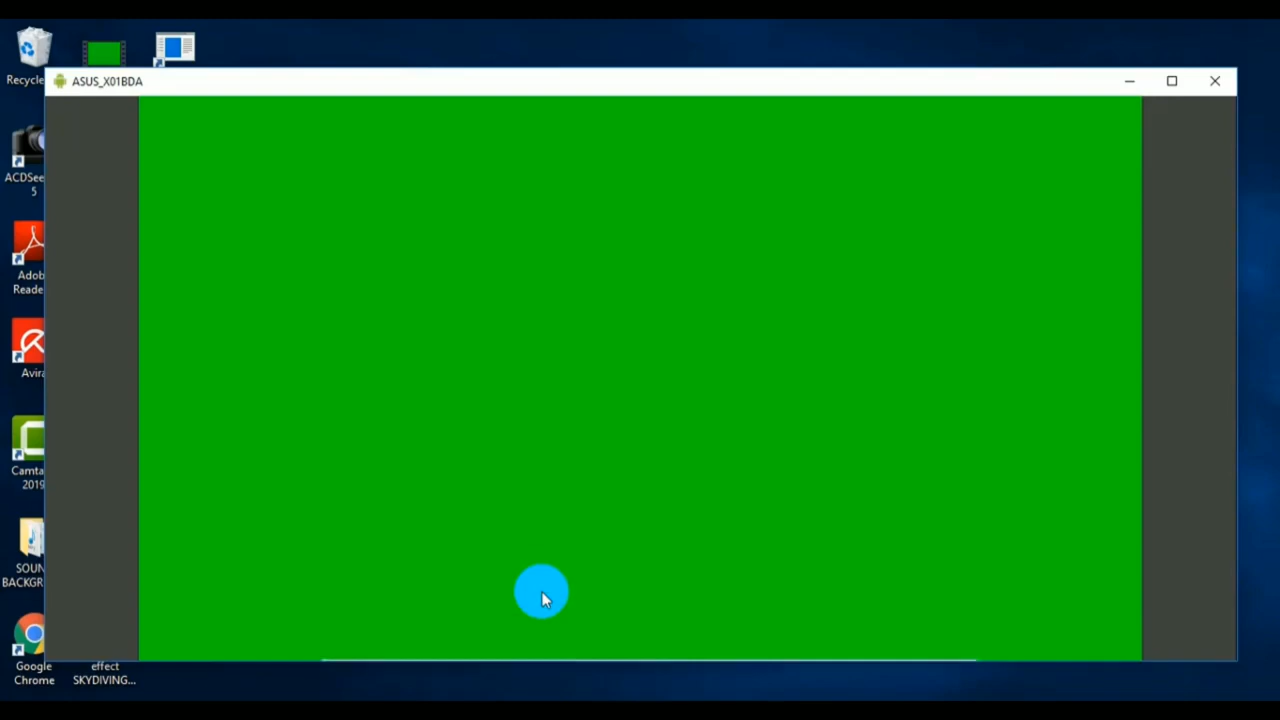 Recycle
ASUS_X01BDA
ACDSee
5
Adob
Reade
Avira
Camta
2019
SOUN
BACKGR
Google
Chrome
effect
SKYDIVING...